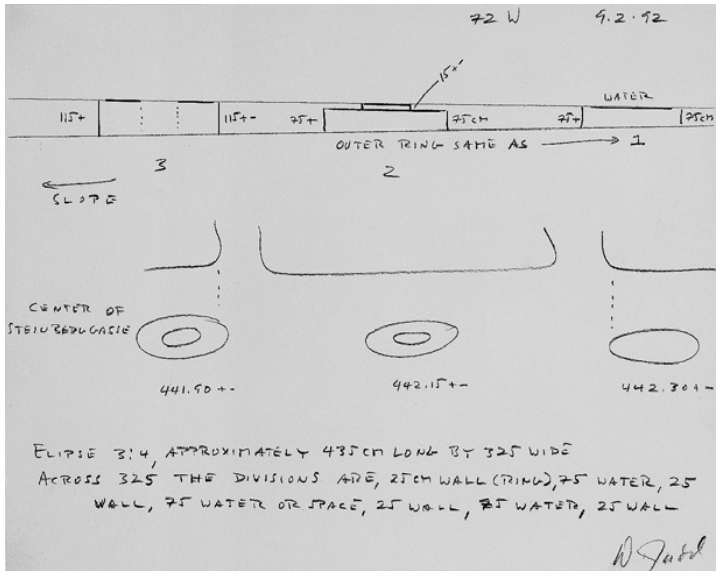 72 W 9.2.92
15+-
WATER
115+ 115+- 75+ 75CM 75+ 75CM
OUTER RING SAME AS → 1
3 2
SLOPE
CENTER OF
STEINBEDUGASSE
441.90+- 442.15+- 442.30+-
ELIPSE 3:4, APPROXIMATELY 435CM LONG BY 325 WIDE
ACROSS 325 THE DIVISIONS ARE, 25CM WALL (RING), 75 WATER, 25
WALL, 75 WATER OR SPACE, 25 WALL, 75 WATER, 25 WALL
D Judd